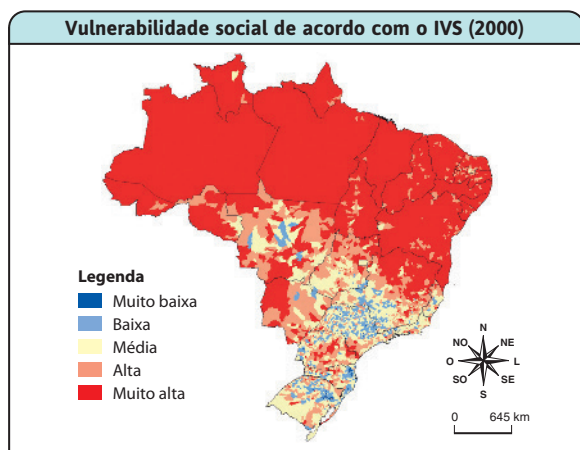 Vulnerabilidade social de acordo com o IVS (2000)
Legenda
Muito baixa
Baixa
Média
Alta
Muito alta
N
NO NE
O L
SO SE
S
0 645 km